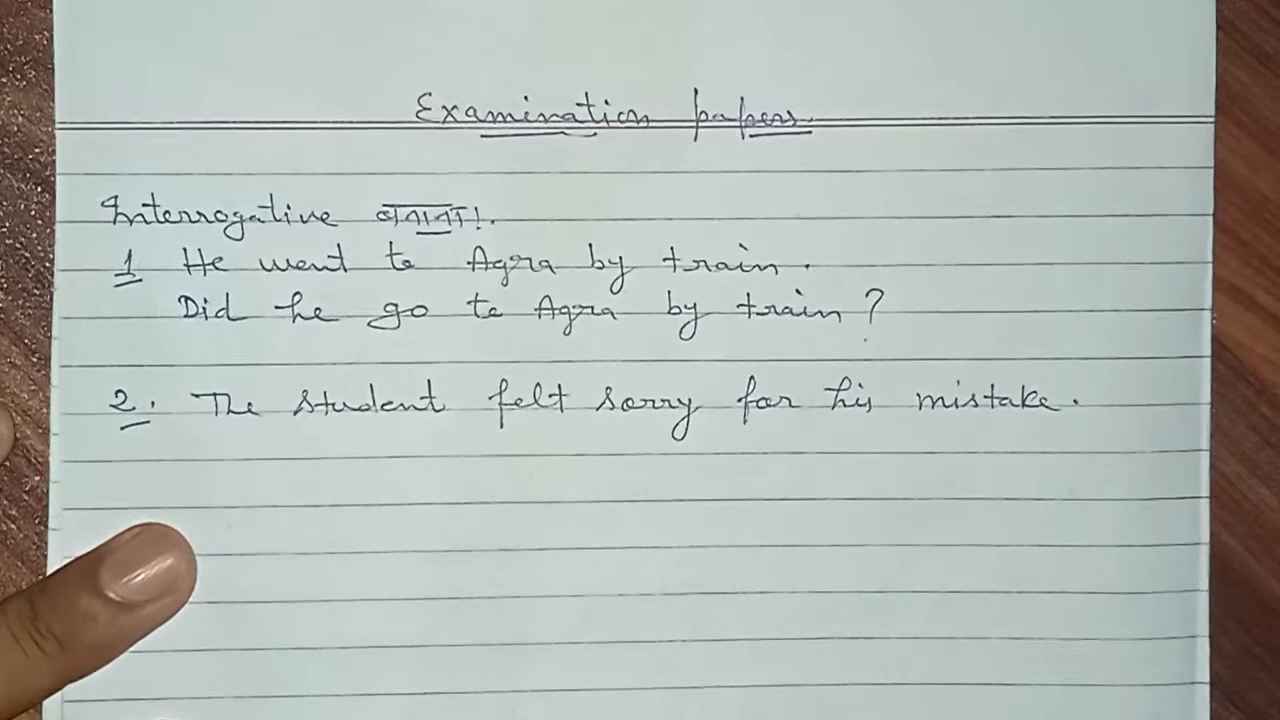 Examination papers.
Interrogative बनाना!.
1 He went to Agra by train.
Did he go to Agra by train?
2. The student felt sorry for his mistake.